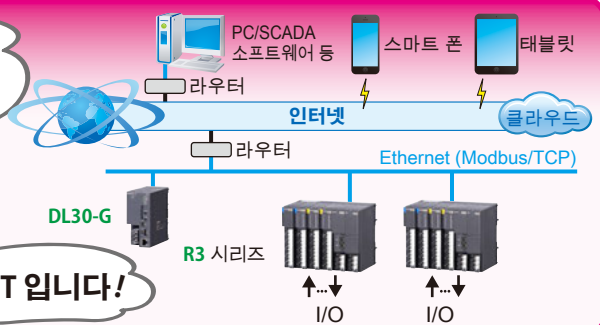 PC/SCADA
소프트웨어 등
스마트 폰
태블릿
라우터
인터넷
클라우드
라우터
Ethernet (Modbus/TCP)
DL30-G
R3 시리즈
T 입니다!
I/O
I/O